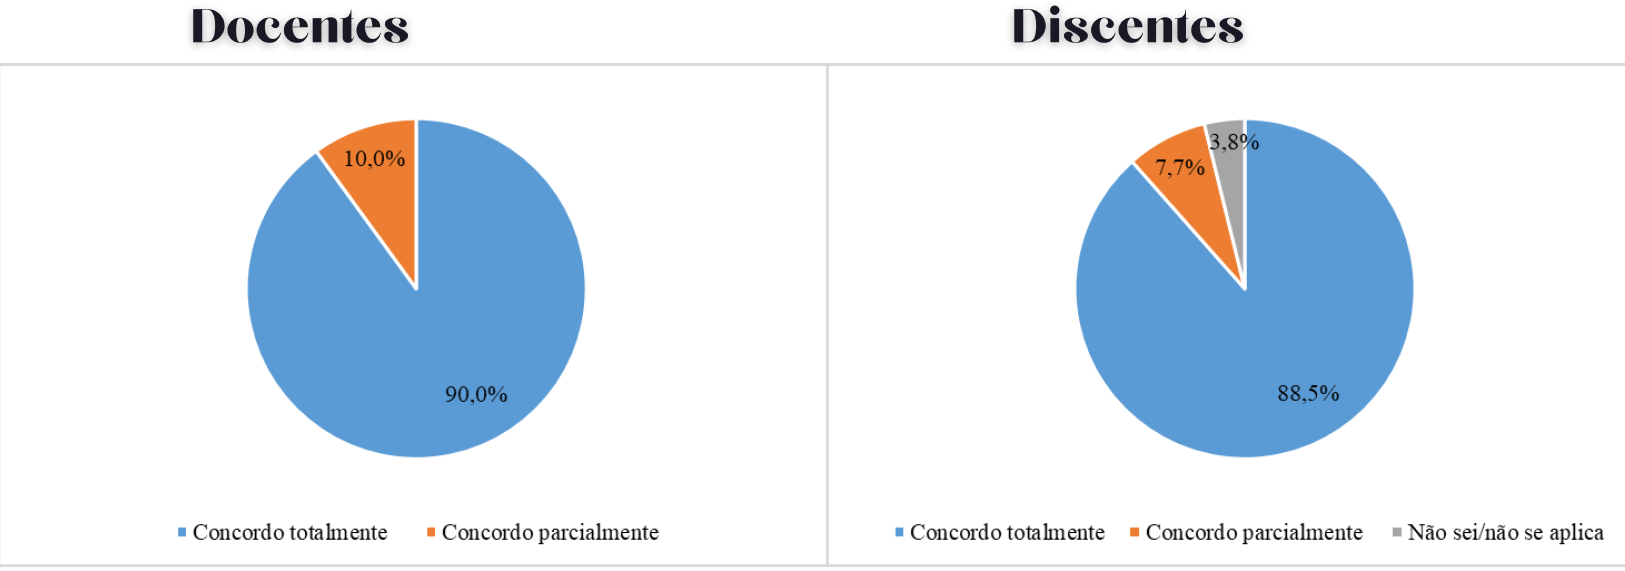 Docentes
Discentes
10,0%
90,0%
Concordo totalmente
Concordo parcialmente
3,8%
7,7%
88,5%
Concordo totalmente
Concordo parcialmente
Não sei/não se aplica